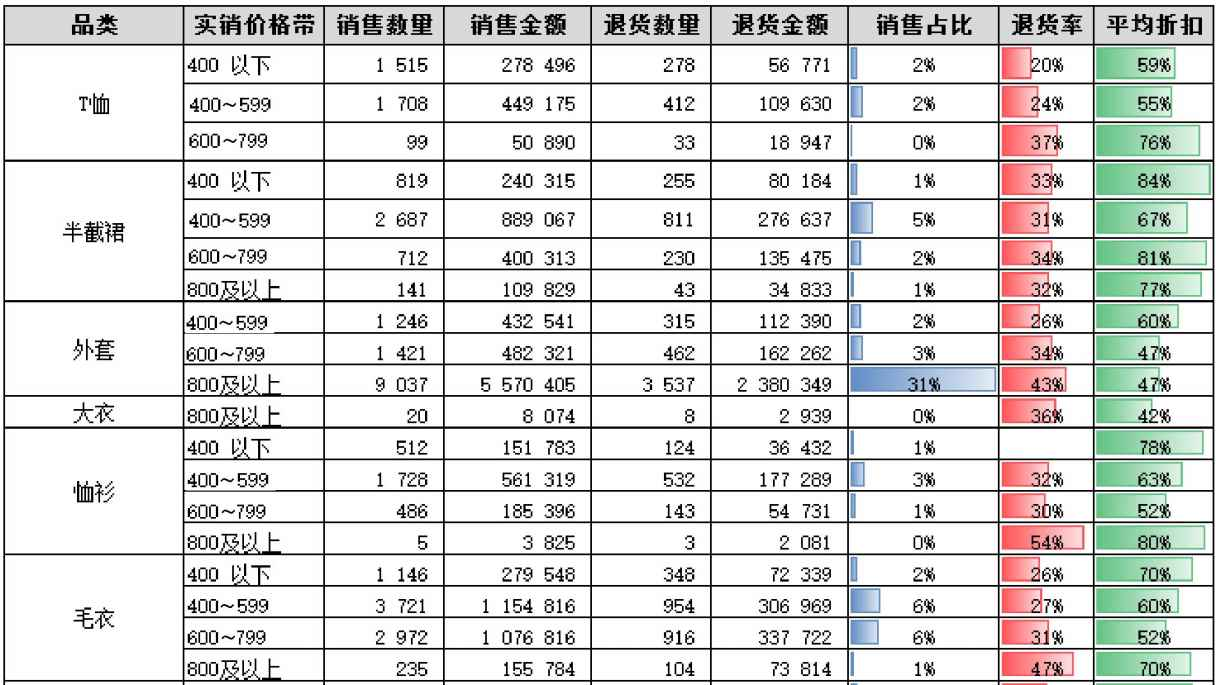 品类 实销价格带 销售数量 销售金额 退货数量 退货金额 销售占比 退货率 平均折扣
T恤 400 以下 1 515 278 496 278 56 771 2% 20% 59%
400~599 1 708 449 175 412 109 630 2% 24% 55%
600~799 99 50 890 33 18 947 0% 37% 76%
半截裙 400 以下 819 240 315 255 80 184 1% 33% 84%
400~599 2 687 889 067 811 276 637 5% 31% 67%
600~799 712 400 313 230 135 475 2% 34% 81%
800及以上 141 109 829 43 34 833 1% 32% 77%
外套 400~599 1 246 432 541 315 112 390 2% 26% 60%
600~799 1 421 482 321 462 162 262 3% 34% 47%
800及以上 9 037 5 570 405 3 537 2 380 349 31% 43% 47%
大衣 800及以上 20 8 074 8 2 939 0% 36% 42%
恤衫 400 以下 512 151 783 124 36 432 1% 78%
400~599 1 728 561 319 532 177 289 3% 32% 63%
600~799 486 185 396 143 54 731 1% 30% 52%
800及以上 5 3 825 3 2 081 0% 54% 80%
毛衣 400 以下 1 146 279 548 348 72 339 2% 26% 70%
400~599 3 721 1 154 816 954 306 969 6% 27% 60%
600~799 2 972 1 076 816 916 337 722 6% 31% 52%
800及以上 235 155 784 104 73 814 1% 47% 70%